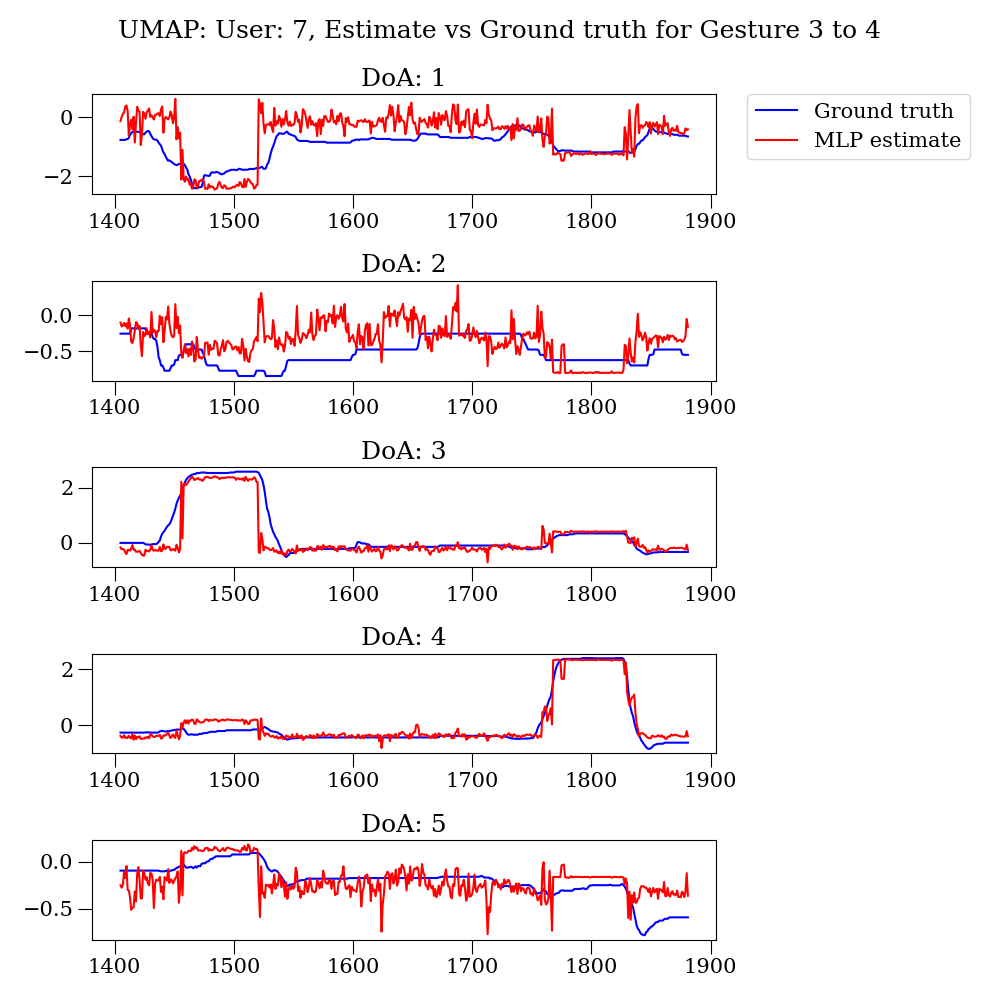 UMAP: User: 7, Estimate vs Ground truth for Gesture 3 to 4
DoA: 1
Ground truth
MLP estimate
0
−2
1400 1500 1600 1700 1800 1900
DoA: 2
0.0
−0.5
1400 1500 1600 1700 1800 1900
DoA: 3
2
0
1400 1500 1600 1700 1800 1900
DoA: 4
2
0
1400 1500 1600 1700 1800 1900
DoA: 5
0.0
−0.5
1400 1500 1600 1700 1800 1900